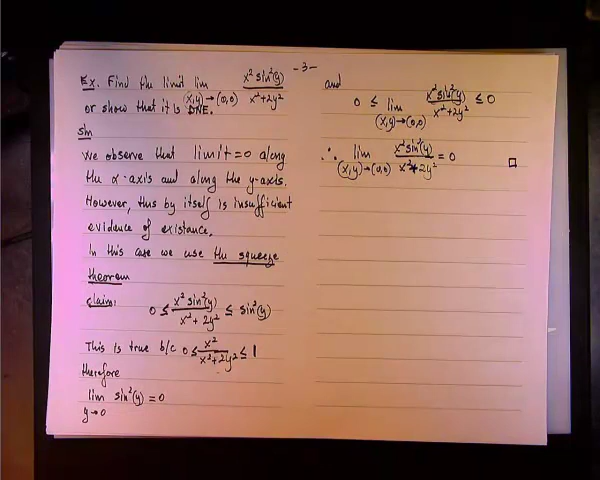 -3-
Ex. Find the limit lim x² sin²(y) / x²+2y²
(x,y)→(0,0)
or show that it is DNE.
Sln
We observe that limit=0 along
the x-axis and along the y-axis.
However, this by itself is insufficient
evidence of existance.
In this case we use the squeeze
theorem
claim: 0 ≤ x² sin²(y) / x²+2y² ≤ sin²(y)
This is true b/c 0 ≤ x² / x²+2y² ≤ 1
therefore
lim sin²(y) = 0
y→0
and
0 ≤ lim x² sin²(y) / x²+2y² ≤ 0
(x,y)→(0,0)
∴ lim x² sin²(y) / x²+2y² = 0 □
(x,y)→(0,0)